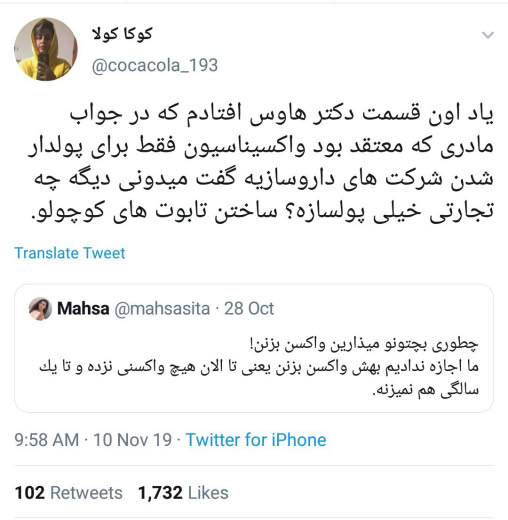 کوکا کولا
@cocacola_193
یاد اون قسمت دکتر هاوس افتادم که در جواب
مادری که معتقد بود واکسیناسیون فقط برای پولدار
شدن شرکت های داروسازیه گفت میدونی دیگه چه
تجارتی خیلی پولسازه؟ ساختن تابوت های کوچولو.
Translate Tweet
Mahsa @mahsasita · 28 Oct
چطوری بچتونو میذارین واکسن بزنن!
ما اجازه ندادیم بهش واکسن بزنن یعنی تا الان هیچ واکسنی نزده و تا یك
سالگی هم نمیزنه.
9:58 AM · 10 Nov 19 · Twitter for iPhone
102 Retweets 1,732 Likes